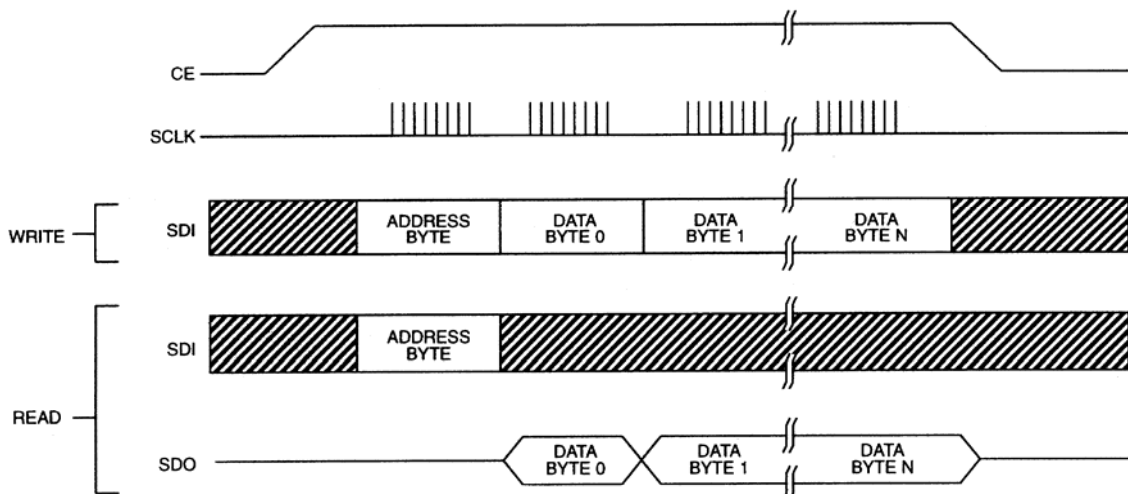 CE
SCLK
WRITE
SDI
ADDRESS
BYTE
DATA
BYTE 0
DATA
BYTE 1
DATA
BYTE N
READ
SDI
ADDRESS
BYTE
SDO
DATA
BYTE 0
DATA
BYTE 1
DATA
BYTE N